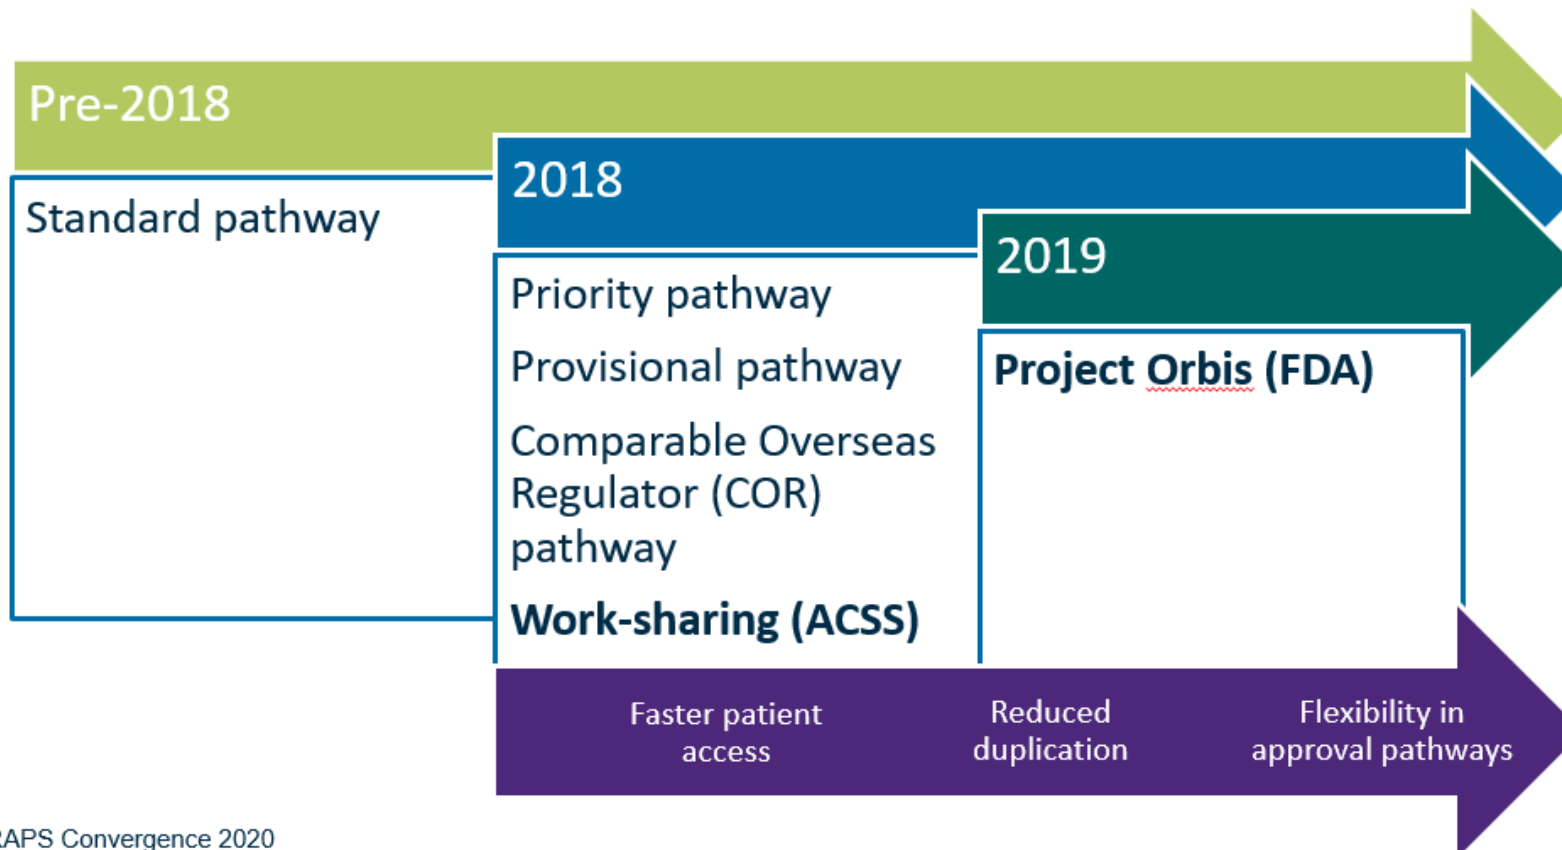 Pre-2018
Standard pathway
2018
Priority pathway
Provisional pathway
Comparable Overseas
Regulator (COR)
pathway
Work-sharing (ACSS)
2019
Project Orbis (FDA)
Faster patient
access
Reduced
duplication
Flexibility in
approval pathways
RAPS Convergence 2020